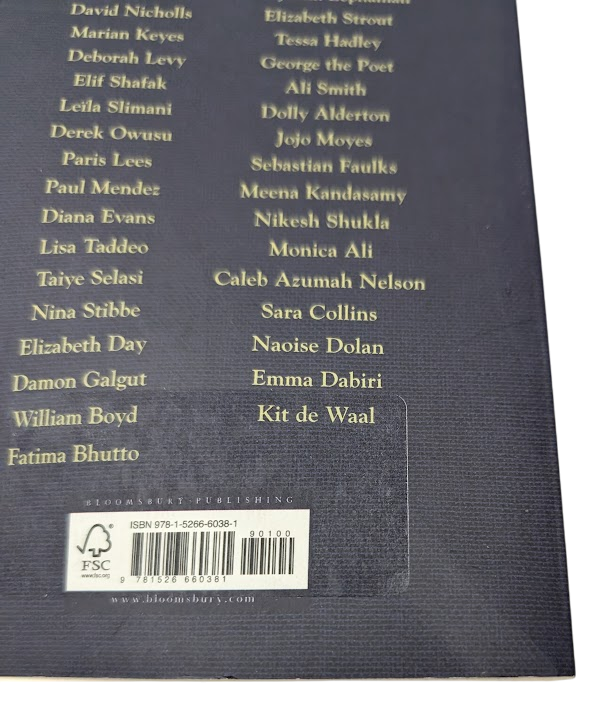 David Nicholls
Marian Keyes
Deborah Levy
Elif Shafak
Leïla Slimani
Derek Owusu
Paris Lees
Paul Mendez
Diana Evans
Lisa Taddeo
Taiye Selasi
Nina Stibbe
Elizabeth Day
Damon Galgut
William Boyd
Fatima Bhutto
Elizabeth Strout
Tessa Hadley
George the Poet
Ali Smith
Dolly Alderton
Jojo Moyes
Sebastian Faulks
Meena Kandasamy
Nikesh Shukla
Monica Ali
Caleb Azumah Nelson
Sara Collins
Naoise Dolan
Emma Dabiri
Kit de Waal
BLOOMSBURY PUBLISHING
FSC
www.fsc.org
ISBN 978-1-5266-6038-1
90100
9 781526 660381
www.bloomsbury.com